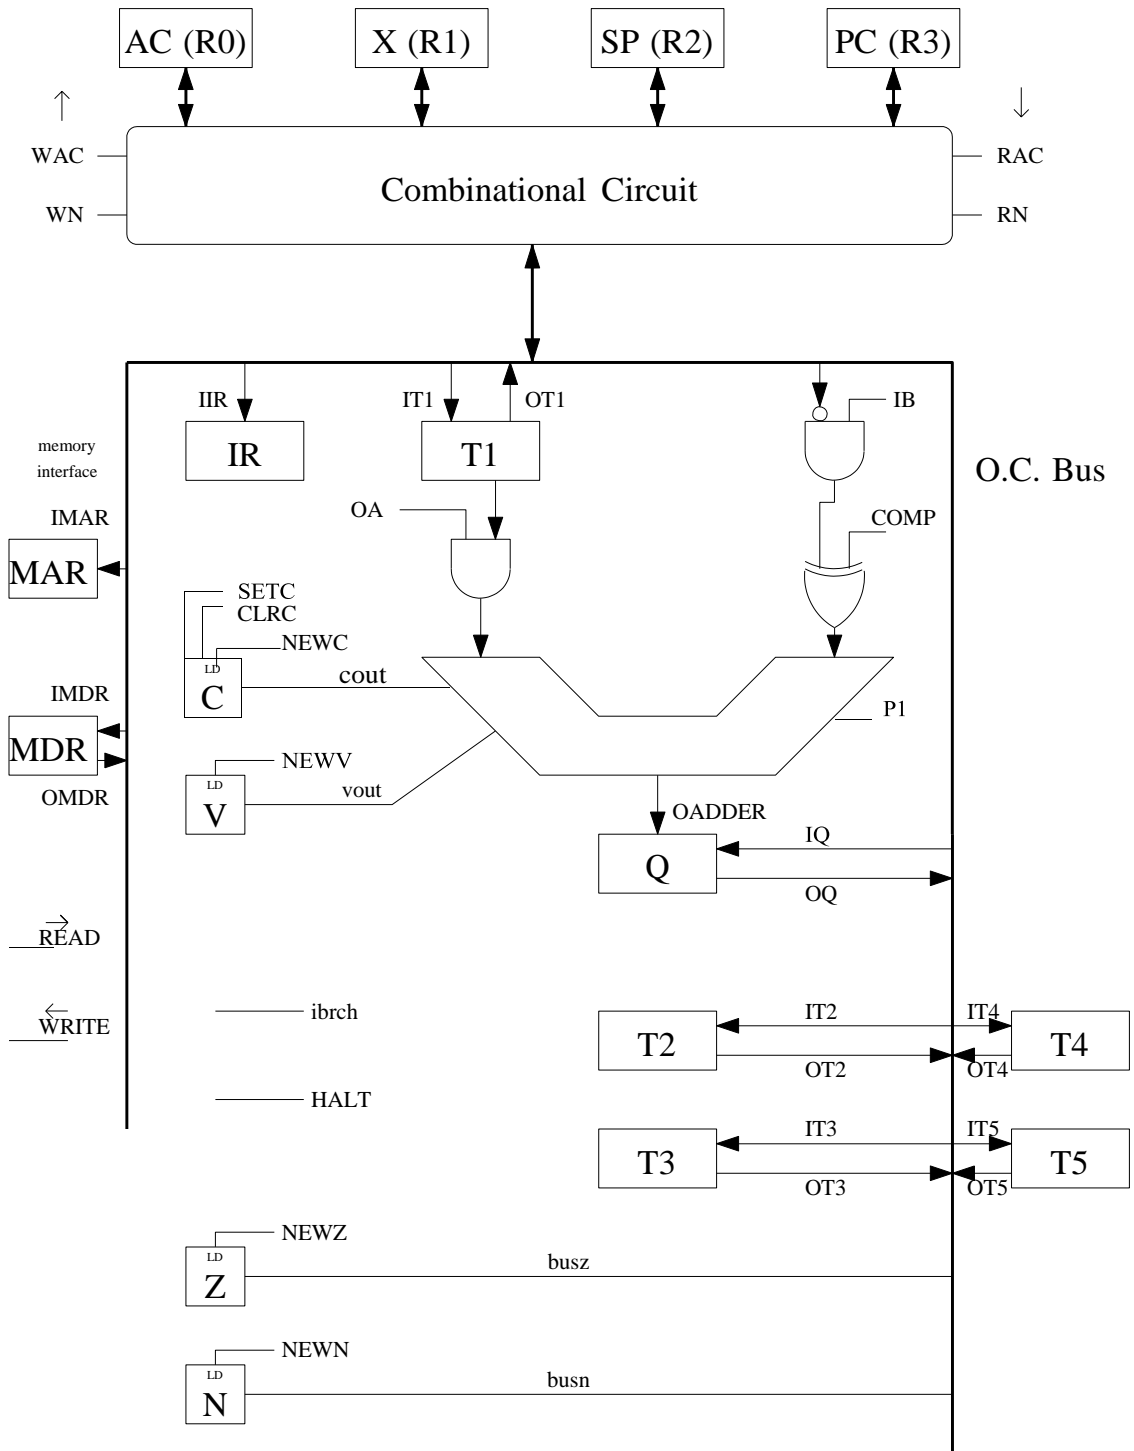 AC (R0)
X (R1)
SP (R2)
PC (R3)
WAC
RAC
Combinational Circuit
WN
RN
IIR
IT1
OT1
IB
memory
interface
IR
T1
O.C. Bus
IMAR
OA
COMP
MAR
SETC
CLRC
NEWC
LD
C
cout
IMDR
P1
MDR
NEWV
LD
V
vout
OMDR
OADDER
IQ
Q
OQ
READ
WRITE
ibrch
IT2
IT4
T2
T4
OT2
OT4
HALT
IT3
IT5
T3
T5
OT3
OT5
NEWZ
LD
Z
busz
NEWN
LD
N
busn